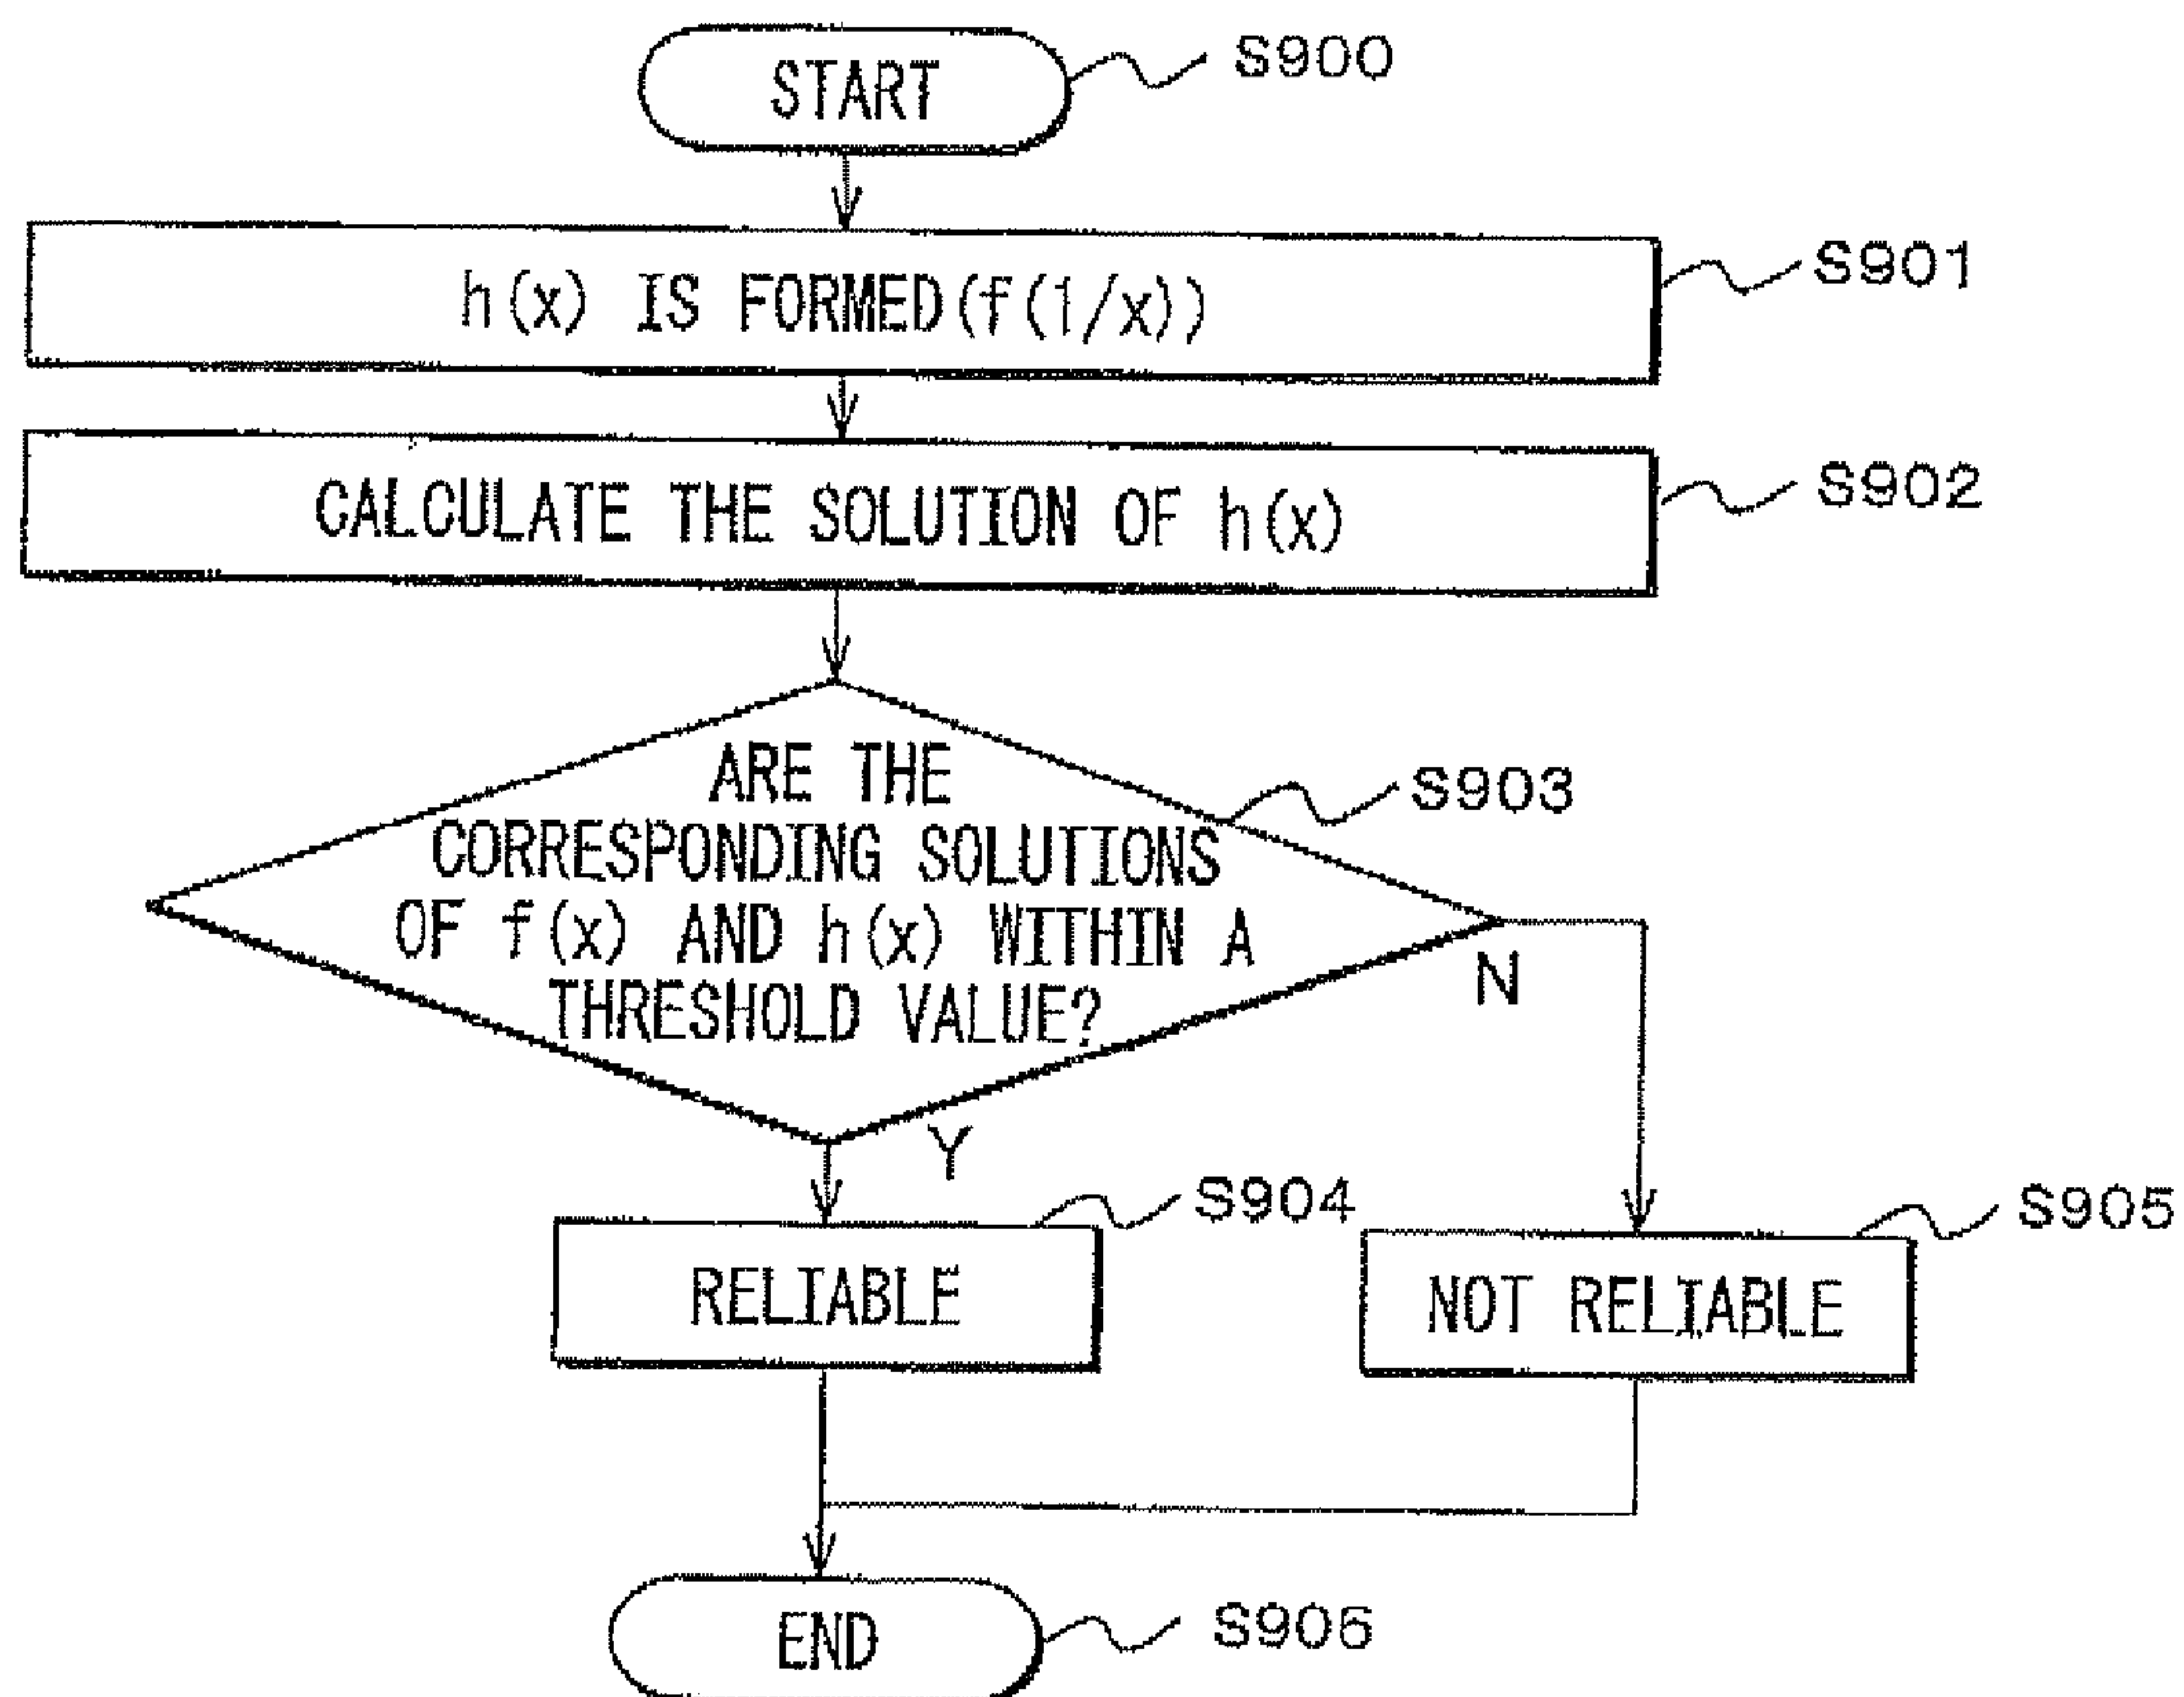 START
S900
h(x) IS FORMED(f(1/x))
S901
CALCULATE THE SOLUTION OF h(x)
S902
ARE THE
CORRESPONDING SOLUTIONS
OF f(x) AND h(x) WITHIN A
THRESHOLD VALUE?
S903
N
Y
S904
RELIABLE
S905
NOT RELIABLE
END
S906